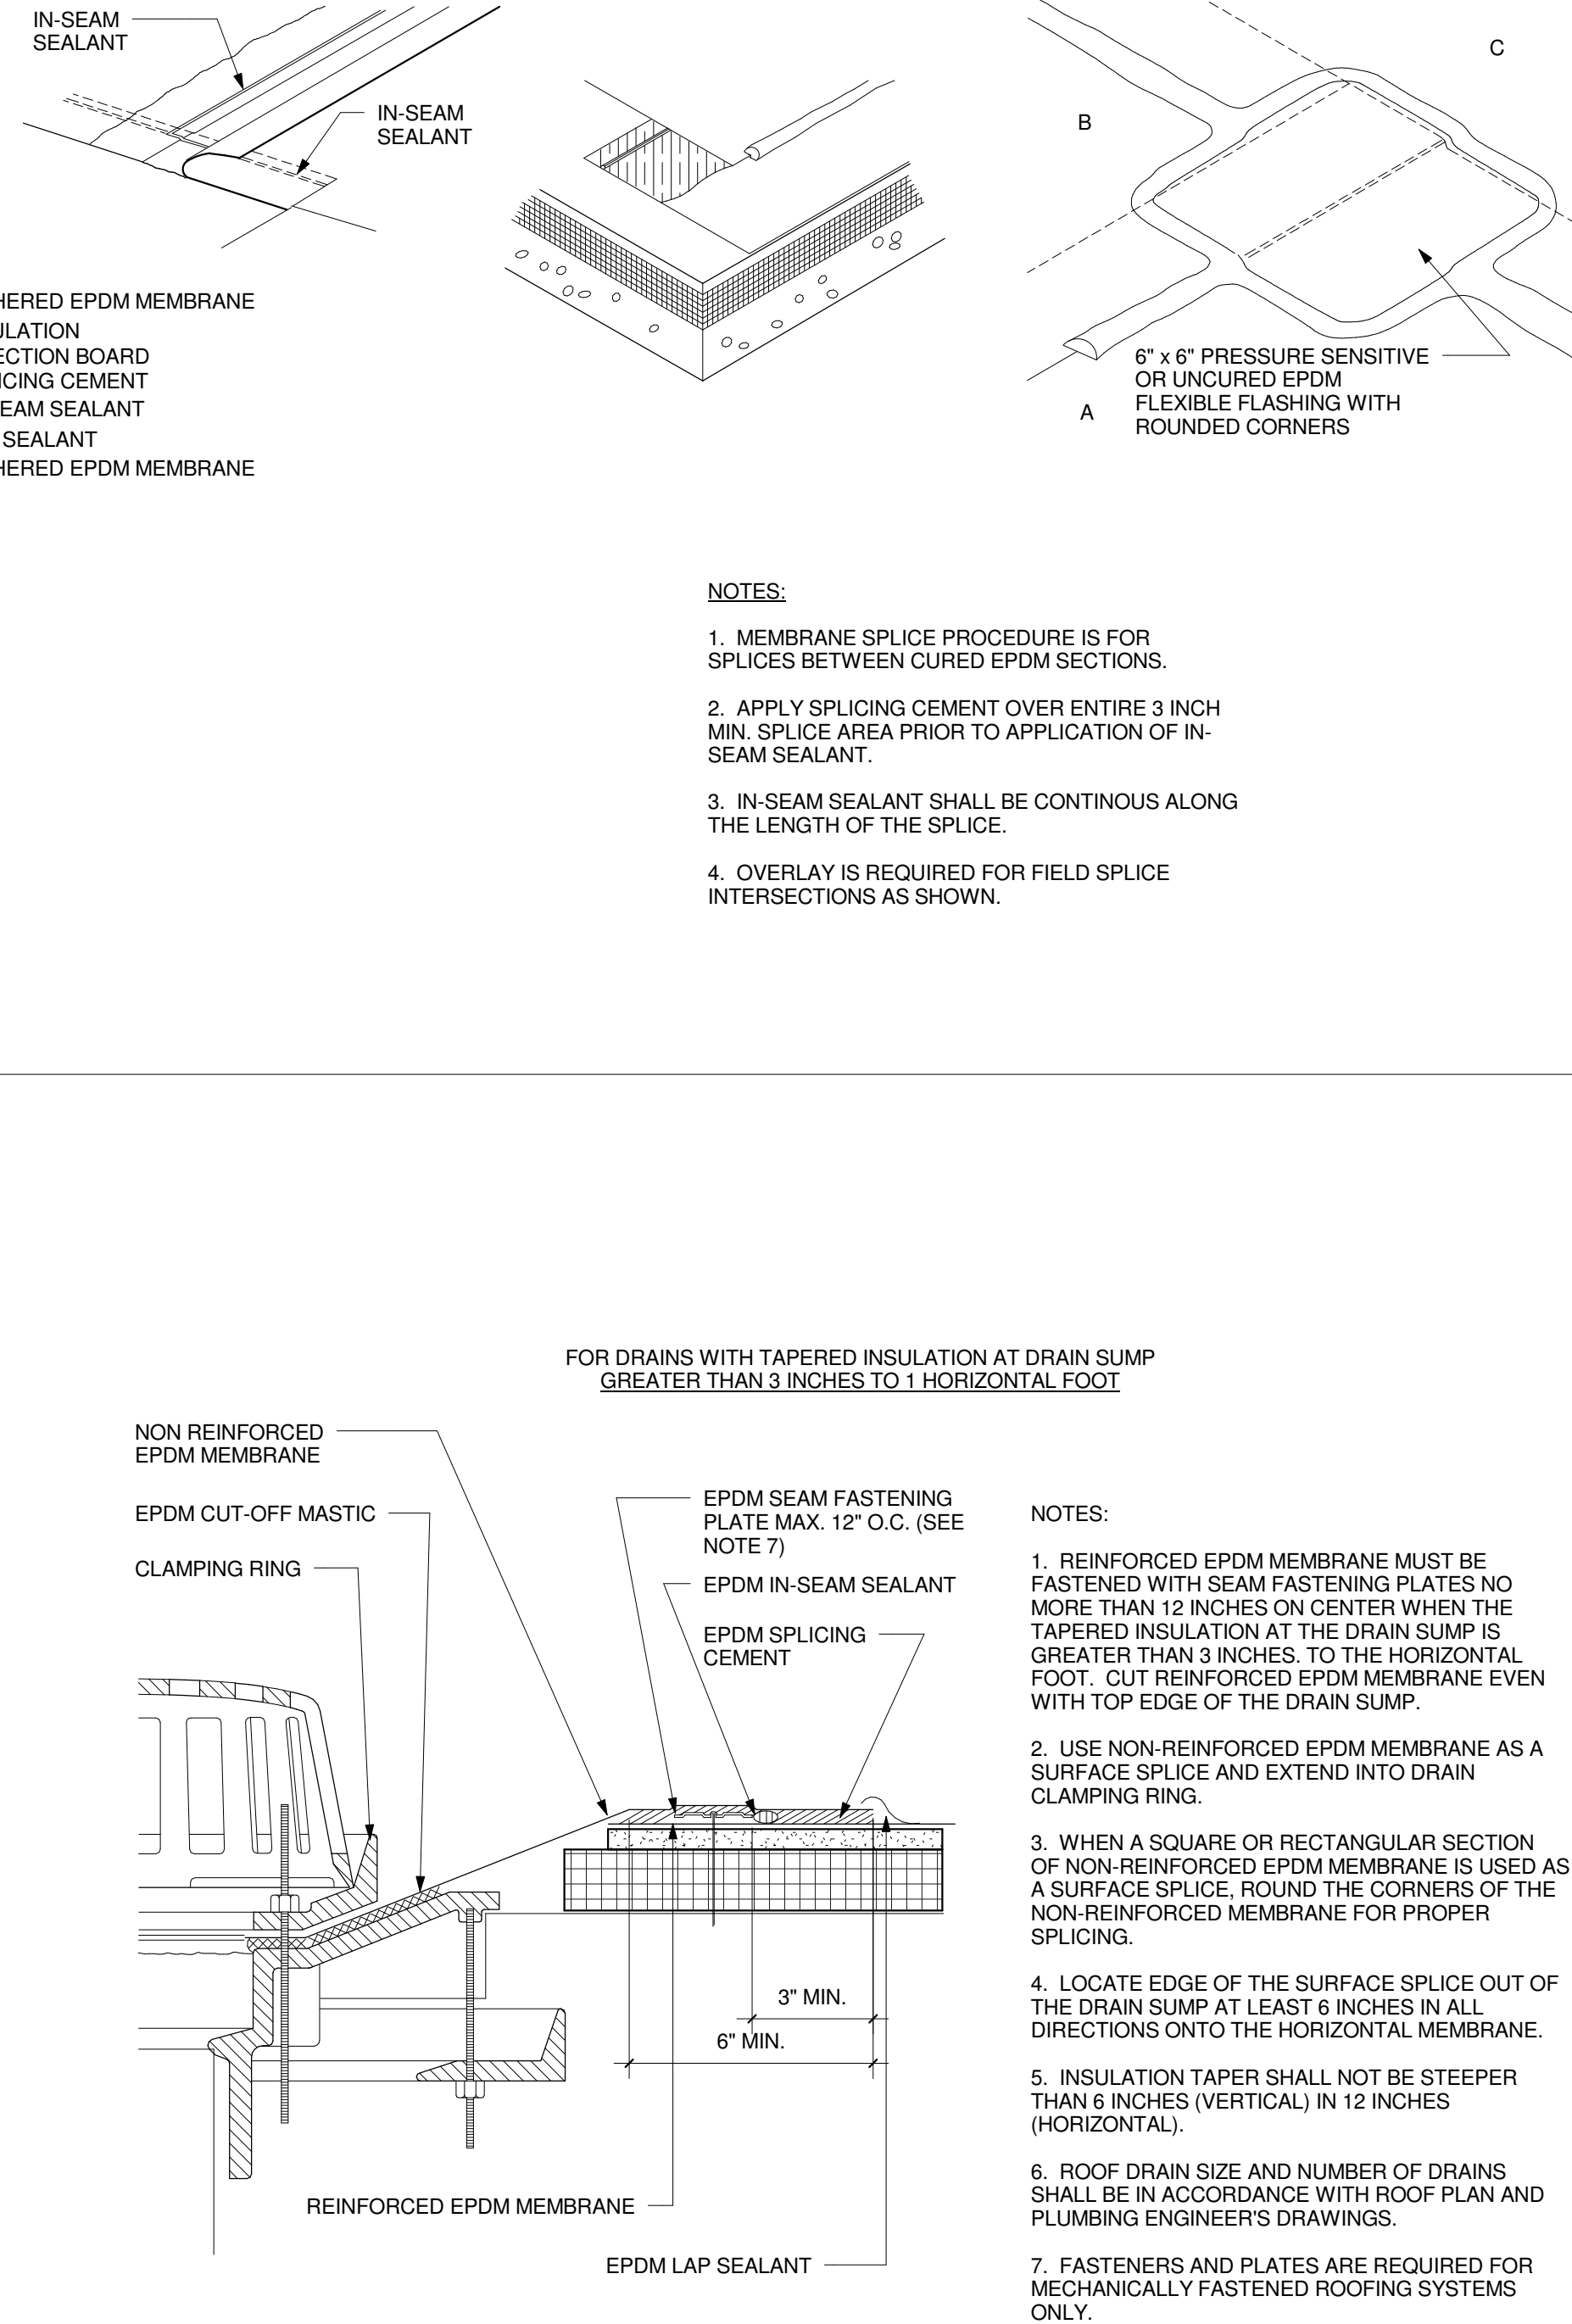 IN-SEAM
SEALANT
IN-SEAM
SEALANT
C
B
A
6" x 6" PRESSURE SENSITIVE
OR UNCURED EPDM
FLEXIBLE FLASHING WITH
ROUNDED CORNERS
HERED EPDM MEMBRANE
ULATION
ECTION BOARD
ICING CEMENT
EAM SEALANT
SEALANT
HERED EPDM MEMBRANE
NOTES:
1. MEMBRANE SPLICE PROCEDURE IS FOR
SPLICES BETWEEN CURED EPDM SECTIONS.
2. APPLY SPLICING CEMENT OVER ENTIRE 3 INCH
MIN. SPLICE AREA PRIOR TO APPLICATION OF IN-
SEAM SEALANT.
3. IN-SEAM SEALANT SHALL BE CONTINOUS ALONG
THE LENGTH OF THE SPLICE.
4. OVERLAY IS REQUIRED FOR FIELD SPLICE
INTERSECTIONS AS SHOWN.
FOR DRAINS WITH TAPERED INSULATION AT DRAIN SUMP
GREATER THAN 3 INCHES TO 1 HORIZONTAL FOOT
NON REINFORCED
EPDM MEMBRANE
EPDM CUT-OFF MASTIC
CLAMPING RING
EPDM SEAM FASTENING
PLATE MAX. 12" O.C. (SEE
NOTE 7)
EPDM IN-SEAM SEALANT
EPDM SPLICING
CEMENT
3" MIN.
6" MIN.
REINFORCED EPDM MEMBRANE
EPDM LAP SEALANT
NOTES:
1. REINFORCED EPDM MEMBRANE MUST BE
FASTENED WITH SEAM FASTENING PLATES NO
MORE THAN 12 INCHES ON CENTER WHEN THE
TAPERED INSULATION AT THE DRAIN SUMP IS
GREATER THAN 3 INCHES. TO THE HORIZONTAL
FOOT. CUT REINFORCED EPDM MEMBRANE EVEN
WITH TOP EDGE OF THE DRAIN SUMP.
2. USE NON-REINFORCED EPDM MEMBRANE AS A
SURFACE SPLICE AND EXTEND INTO DRAIN
CLAMPING RING.
3. WHEN A SQUARE OR RECTANGULAR SECTION
OF NON-REINFORCED EPDM MEMBRANE IS USED AS
A SURFACE SPLICE, ROUND THE CORNERS OF THE
NON-REINFORCED MEMBRANE FOR PROPER
SPLICING.
4. LOCATE EDGE OF THE SURFACE SPLICE OUT OF
THE DRAIN SUMP AT LEAST 6 INCHES IN ALL
DIRECTIONS ONTO THE HORIZONTAL MEMBRANE.
5. INSULATION TAPER SHALL NOT BE STEEPER
THAN 6 INCHES (VERTICAL) IN 12 INCHES
(HORIZONTAL).
6. ROOF DRAIN SIZE AND NUMBER OF DRAINS
SHALL BE IN ACCORDANCE WITH ROOF PLAN AND
PLUMBING ENGINEER'S DRAWINGS.
7. FASTENERS AND PLATES ARE REQUIRED FOR
MECHANICALLY FASTENED ROOFING SYSTEMS
ONLY.